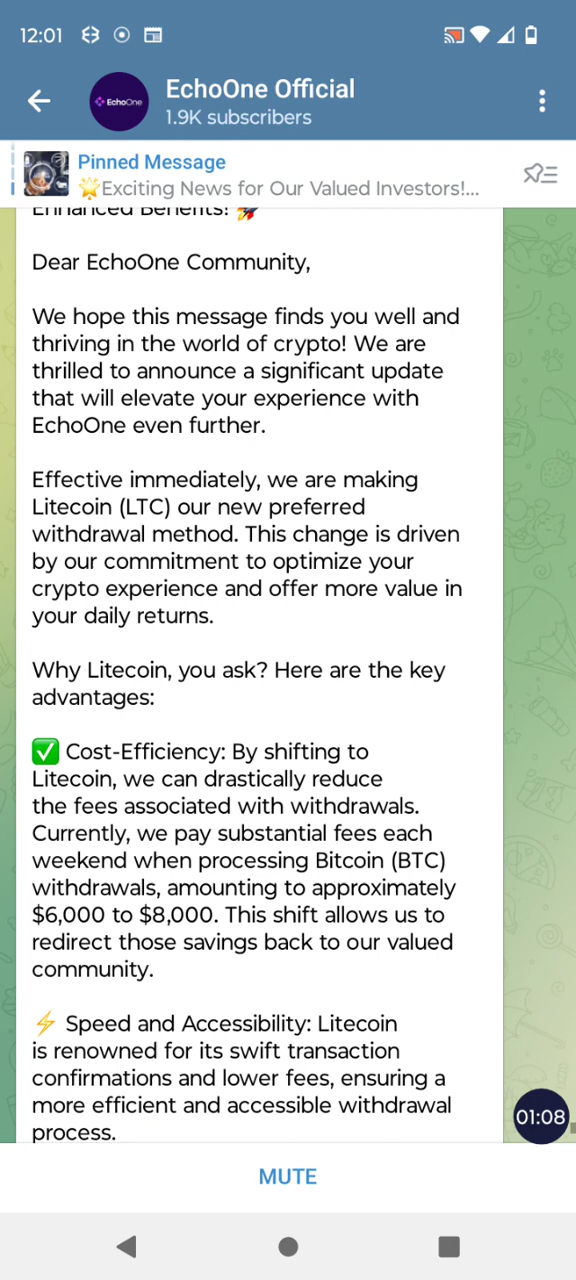 12:01
EchoOne
EchoOne Official
1.9K subscribers
Pinned Message
🌟Exciting News for Our Valued Investors!...
Enhanced Benefits! 🚀
Dear EchoOne Community,
We hope this message finds you well and
thriving in the world of crypto! We are
thrilled to announce a significant update
that will elevate your experience with
EchoOne even further.
Effective immediately, we are making
Litecoin (LTC) our new preferred
withdrawal method. This change is driven
by our commitment to optimize your
crypto experience and offer more value in
your daily returns.
Why Litecoin, you ask? Here are the key
advantages:
✅ Cost-Efficiency: By shifting to
Litecoin, we can drastically reduce
the fees associated with withdrawals.
Currently, we pay substantial fees each
weekend when processing Bitcoin (BTC)
withdrawals, amounting to approximately
$6,000 to $8,000. This shift allows us to
redirect those savings back to our valued
community.
⚡ Speed and Accessibility: Litecoin
is renowned for its swift transaction
confirmations and lower fees, ensuring a
more efficient and accessible withdrawal
process.
01:08
MUTE